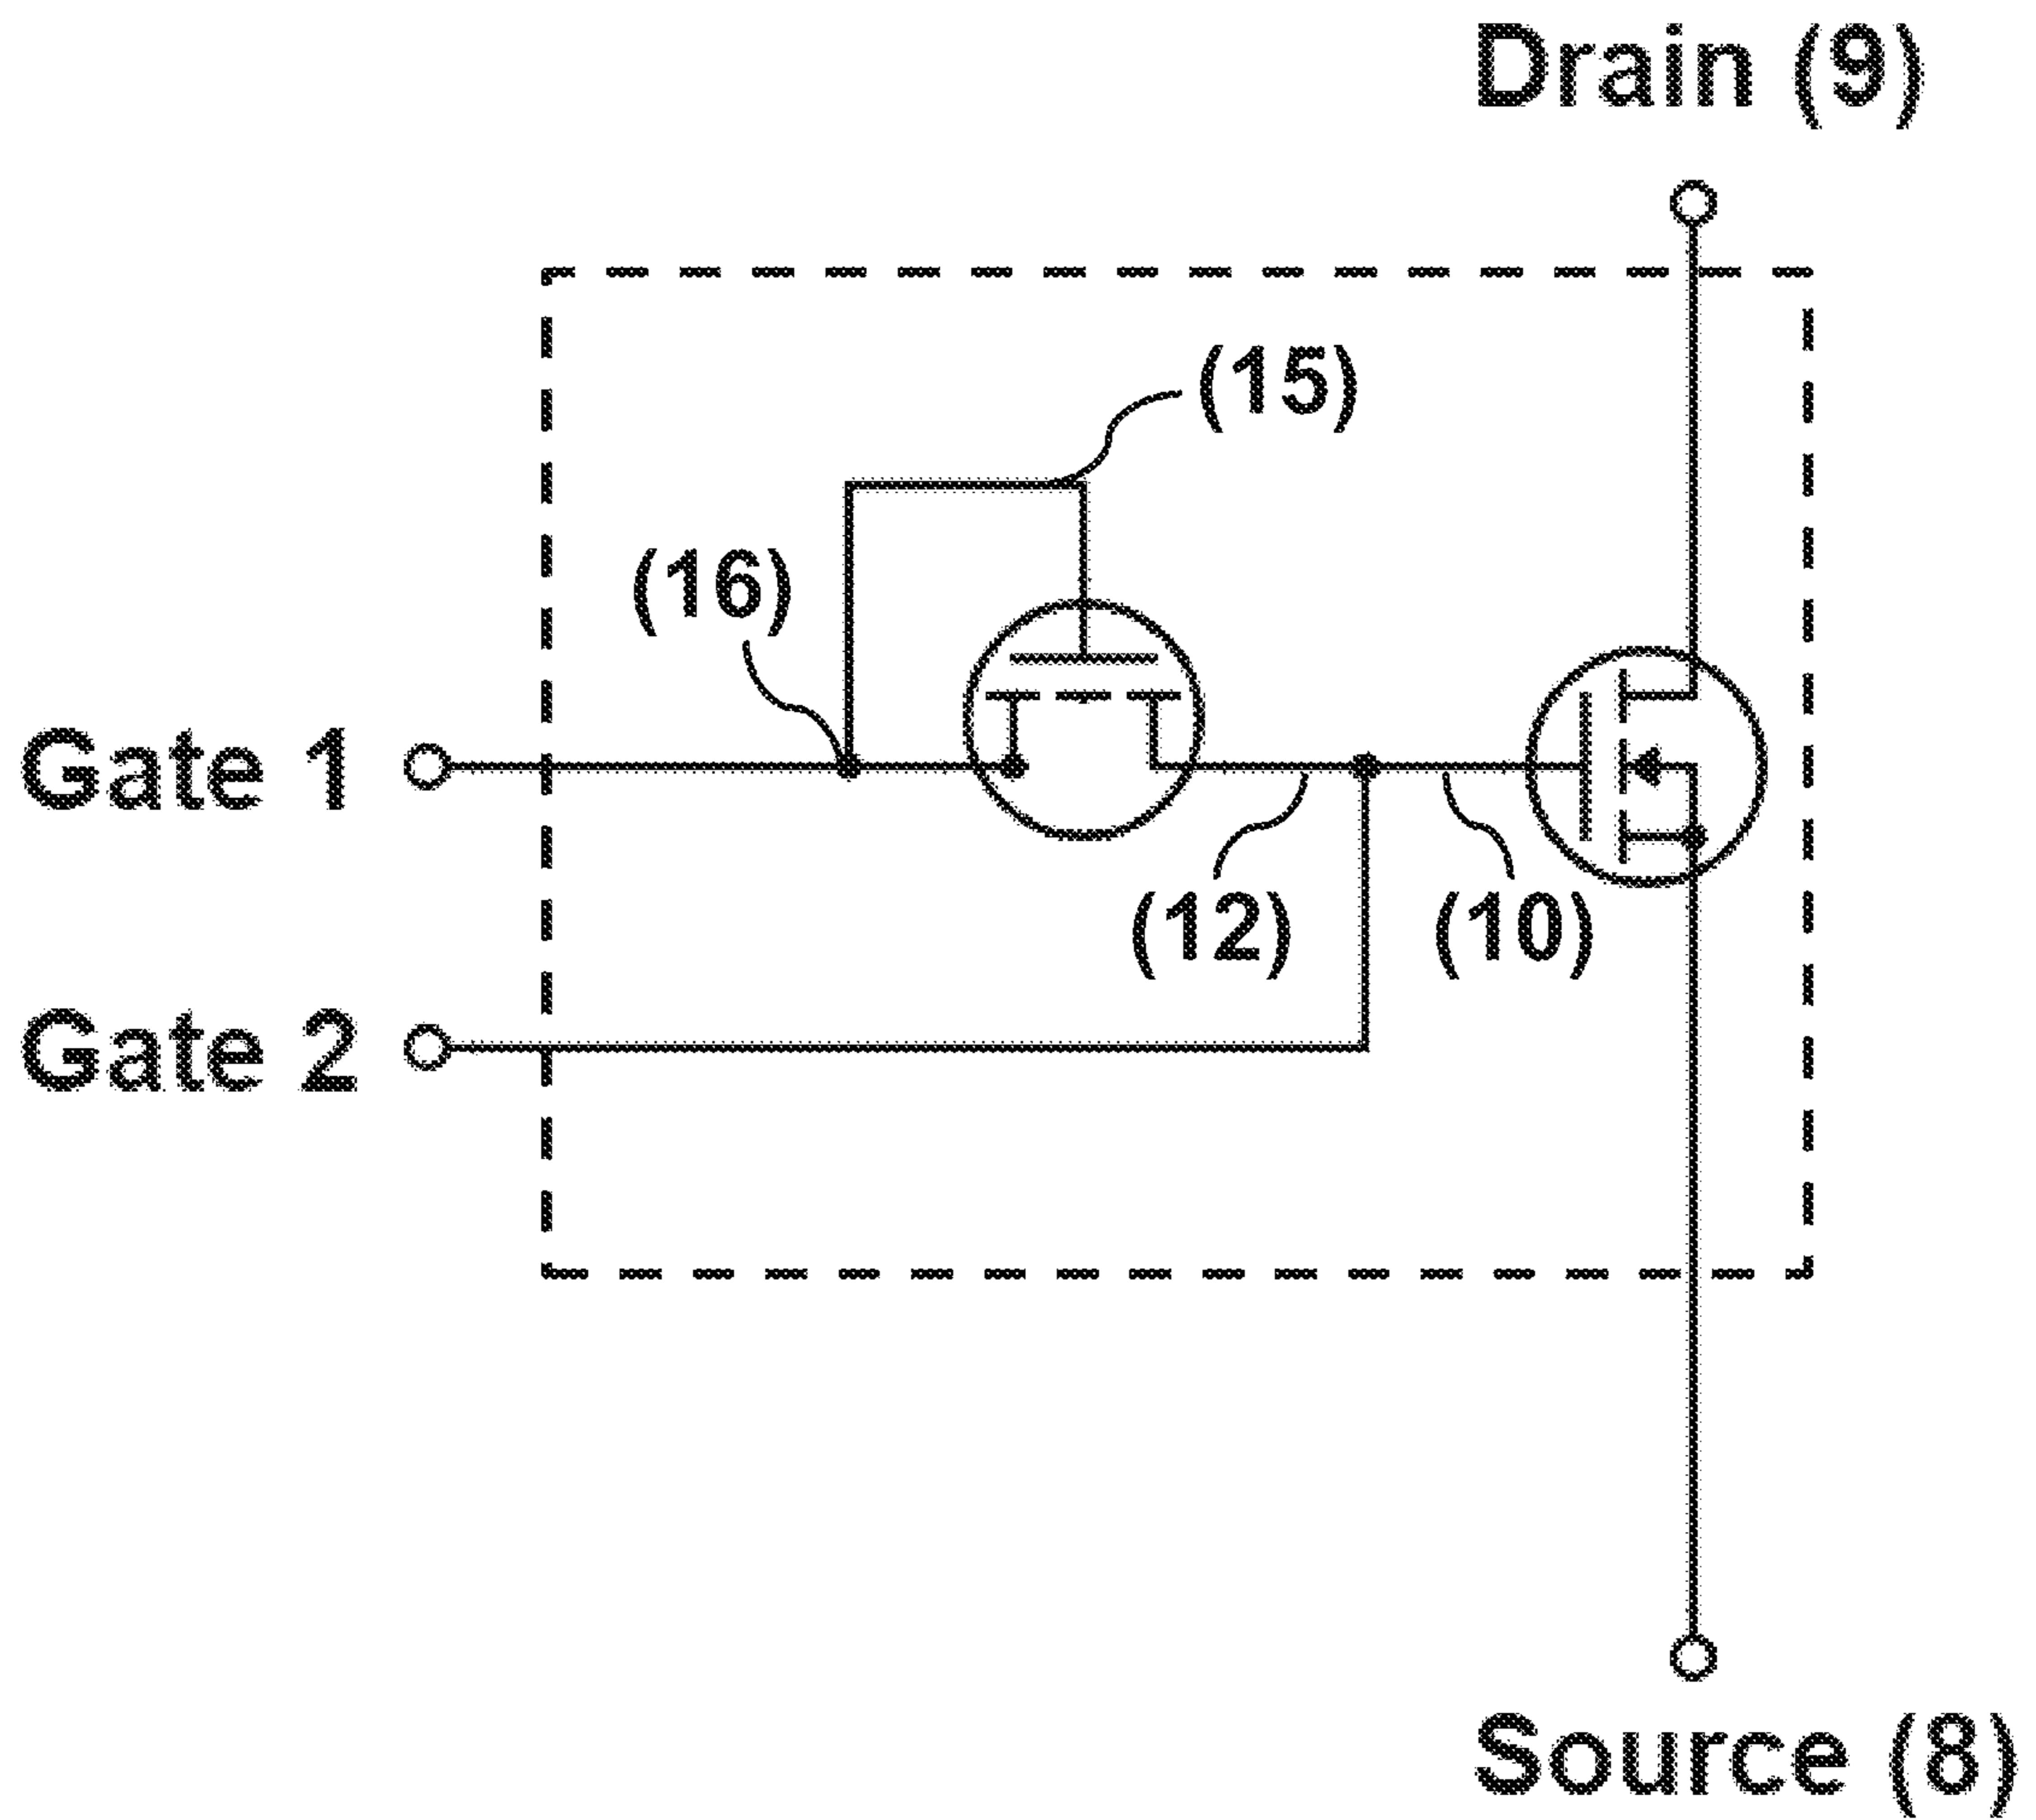 Drain (9)
(15)
(16)
Gate 1
(12)
(10)
Gate 2
Source (8)